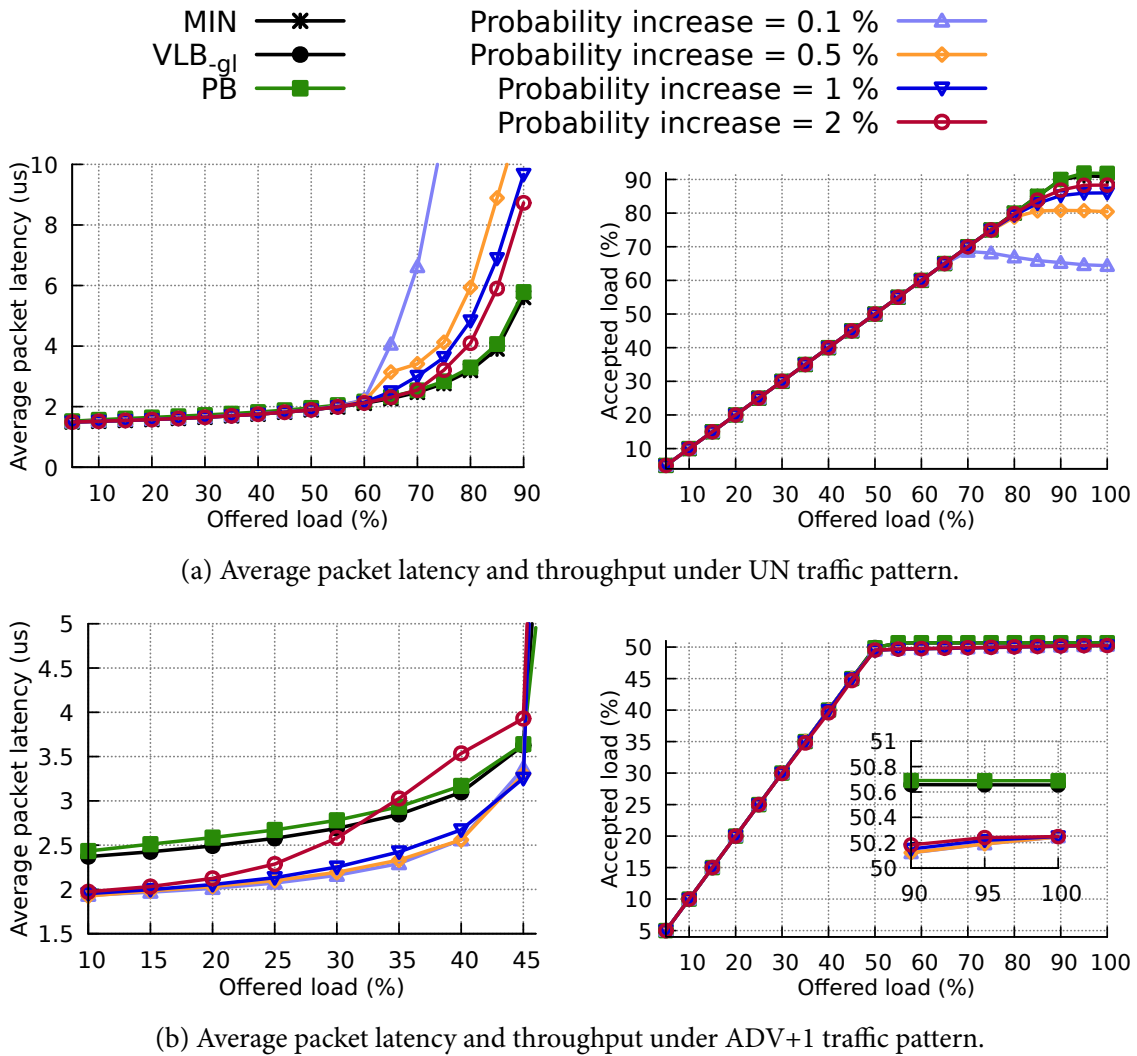 MIN
VLB-gl
PB
Probability increase = 0.1 %
Probability increase = 0.5 %
Probability increase = 1 %
Probability increase = 2 %
Average packet latency (us)
10
8
6
4
2
0
10 20 30 40 50 60 70 80 90
Offered load (%)
Accepted load (%)
90
80
70
60
50
40
30
20
10
10 20 30 40 50 60 70 80 90 100
Offered load (%)
(a) Average packet latency and throughput under UN traffic pattern.
Average packet latency (us)
5
4.5
4
3.5
3
2.5
2
1.5
10 15 20 25 30 35 40 45
Offered load (%)
Accepted load (%)
50
45
40
35
30
25
20
15
10
5
51
50.8
50.6
50.4
50.2
50
90 95 100
10 20 30 40 50 60 70 80 90 100
Offered load (%)
(b) Average packet latency and throughput under ADV+1 traffic pattern.